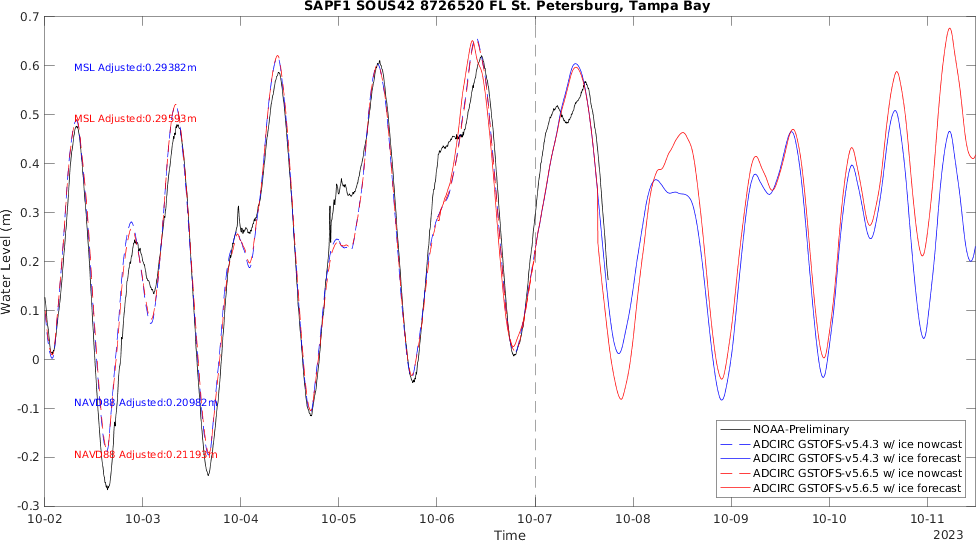 SAPF1 SOUS42 8726520 FL St. Petersburg, Tampa Bay
0.7
0.6
0.5
0.4
0.3
0.2
0.1
0
-0.1
-0.2
-0.3
Water Level (m)
MSL Adjusted:0.29382m
MSL Adjusted:0.29593m
NAVD88 Adjusted:0.20982m
NAVD88 Adjusted:0.21193m
NOAA-Preliminary
ADCIRC GSTOFS-v5.4.3 w/ ice nowcast
ADCIRC GSTOFS-v5.4.3 w/ ice forecast
ADCIRC GSTOFS-v5.6.5 w/ ice nowcast
ADCIRC GSTOFS-v5.6.5 w/ ice forecast
10-02 10-03 10-04 10-05 10-06 10-07 10-08 10-09 10-10 10-11
Time
2023